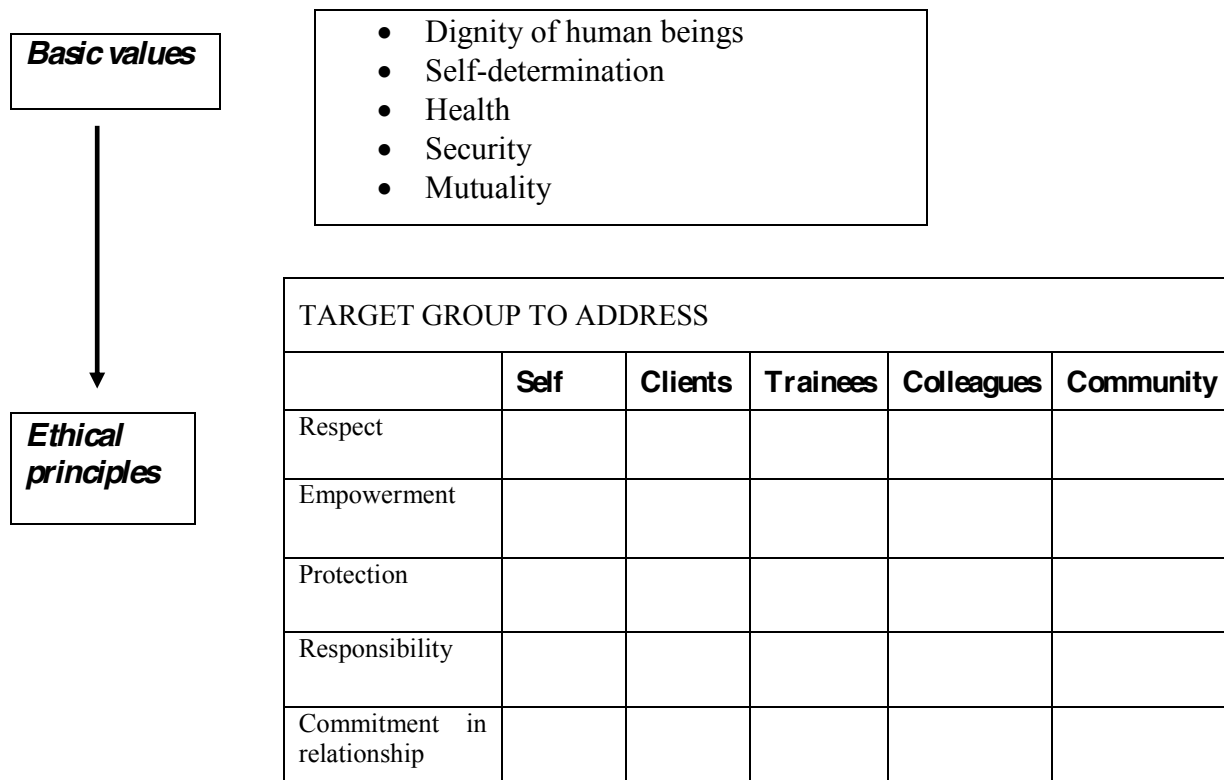 Basic values
• Dignity of human beings
• Self-determination
• Health
• Security
• Mutuality
TARGET GROUP TO ADDRESS
Self Clients Trainees Colleagues Community
Ethical
principles
Respect
Empowerment
Protection
Responsibility
Commitment in
relationship